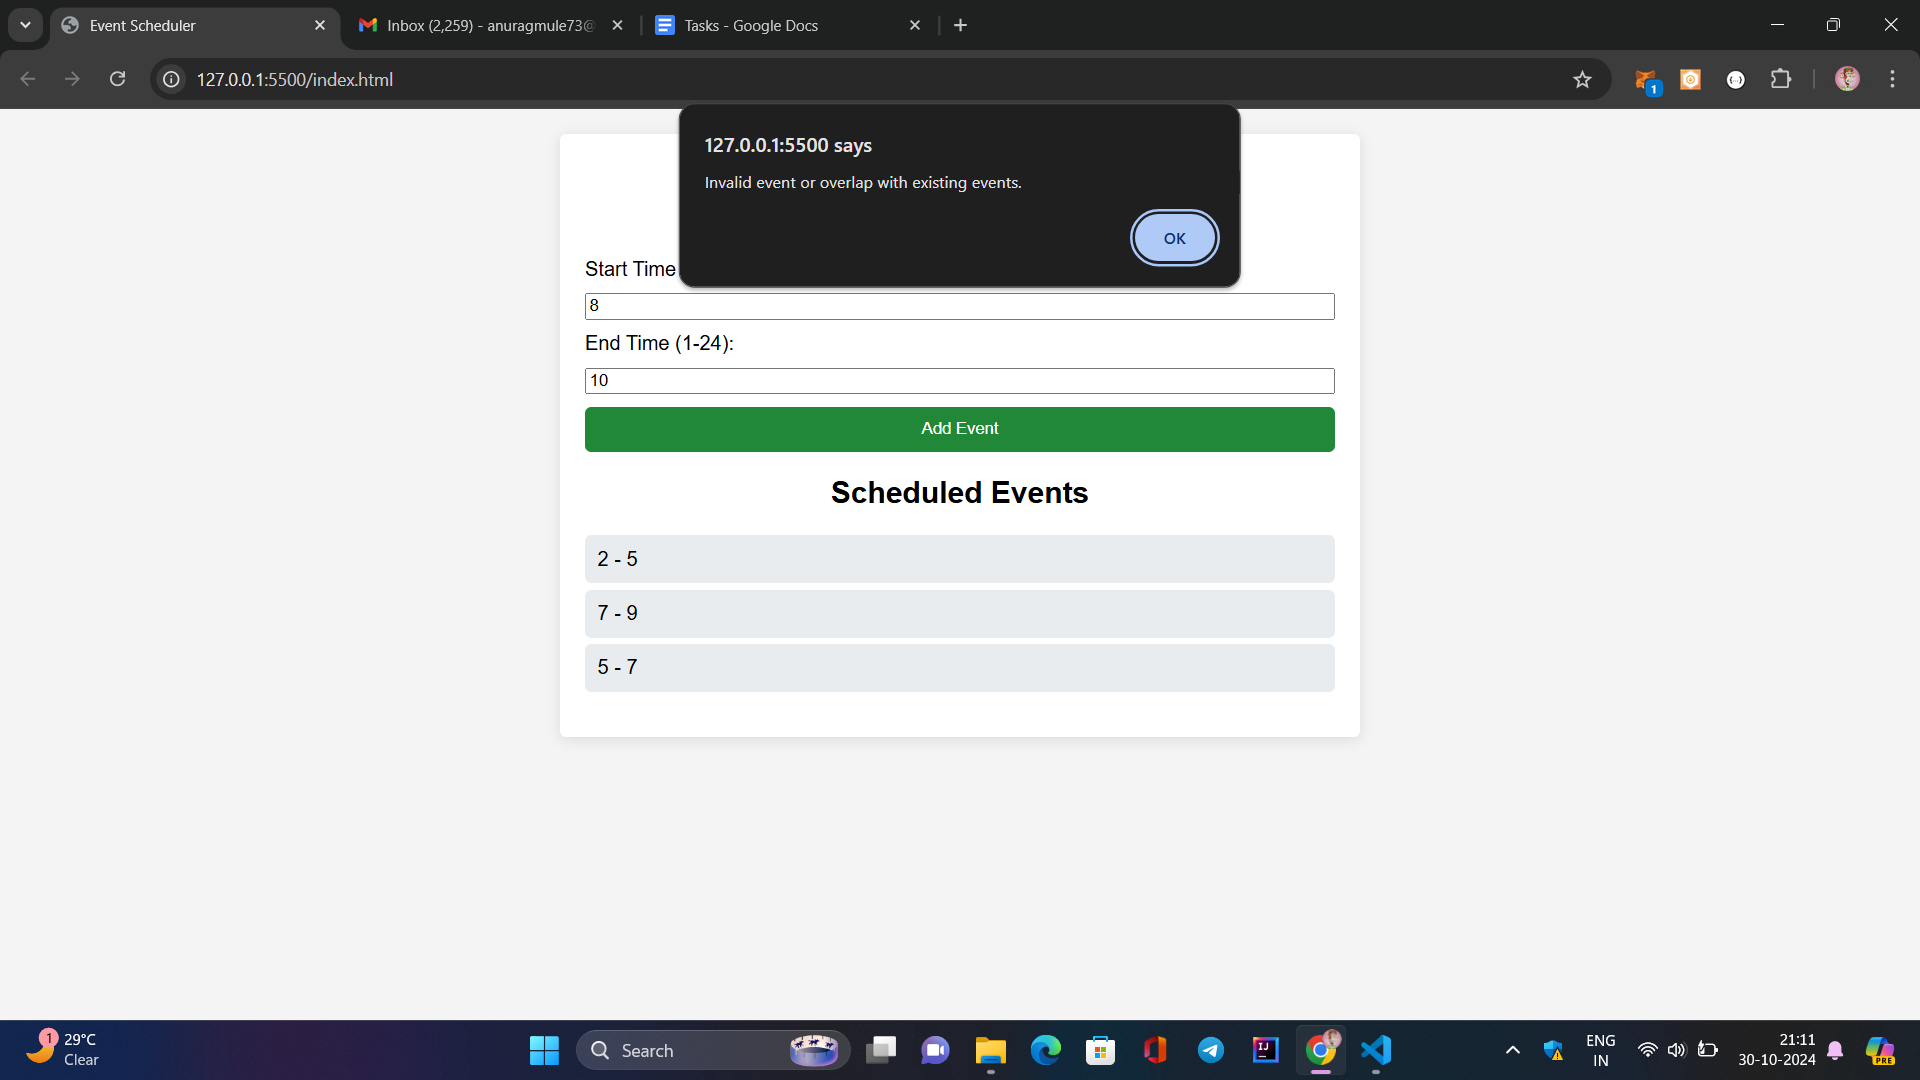 Event Scheduler
Inbox (2,259) - anuragmule73@
Tasks - Google Docs
127.0.0.1:5500/index.html
1
127.0.0.1:5500 says
Invalid event or overlap with existing events.
OK
Start Time
8
End Time (1-24):
10
Add Event
Scheduled Events
2 - 5
7 - 9
5 - 7
1
29°C
Clear
Search
IJ
ENG
IN
21:11
30-10-2024
PRE